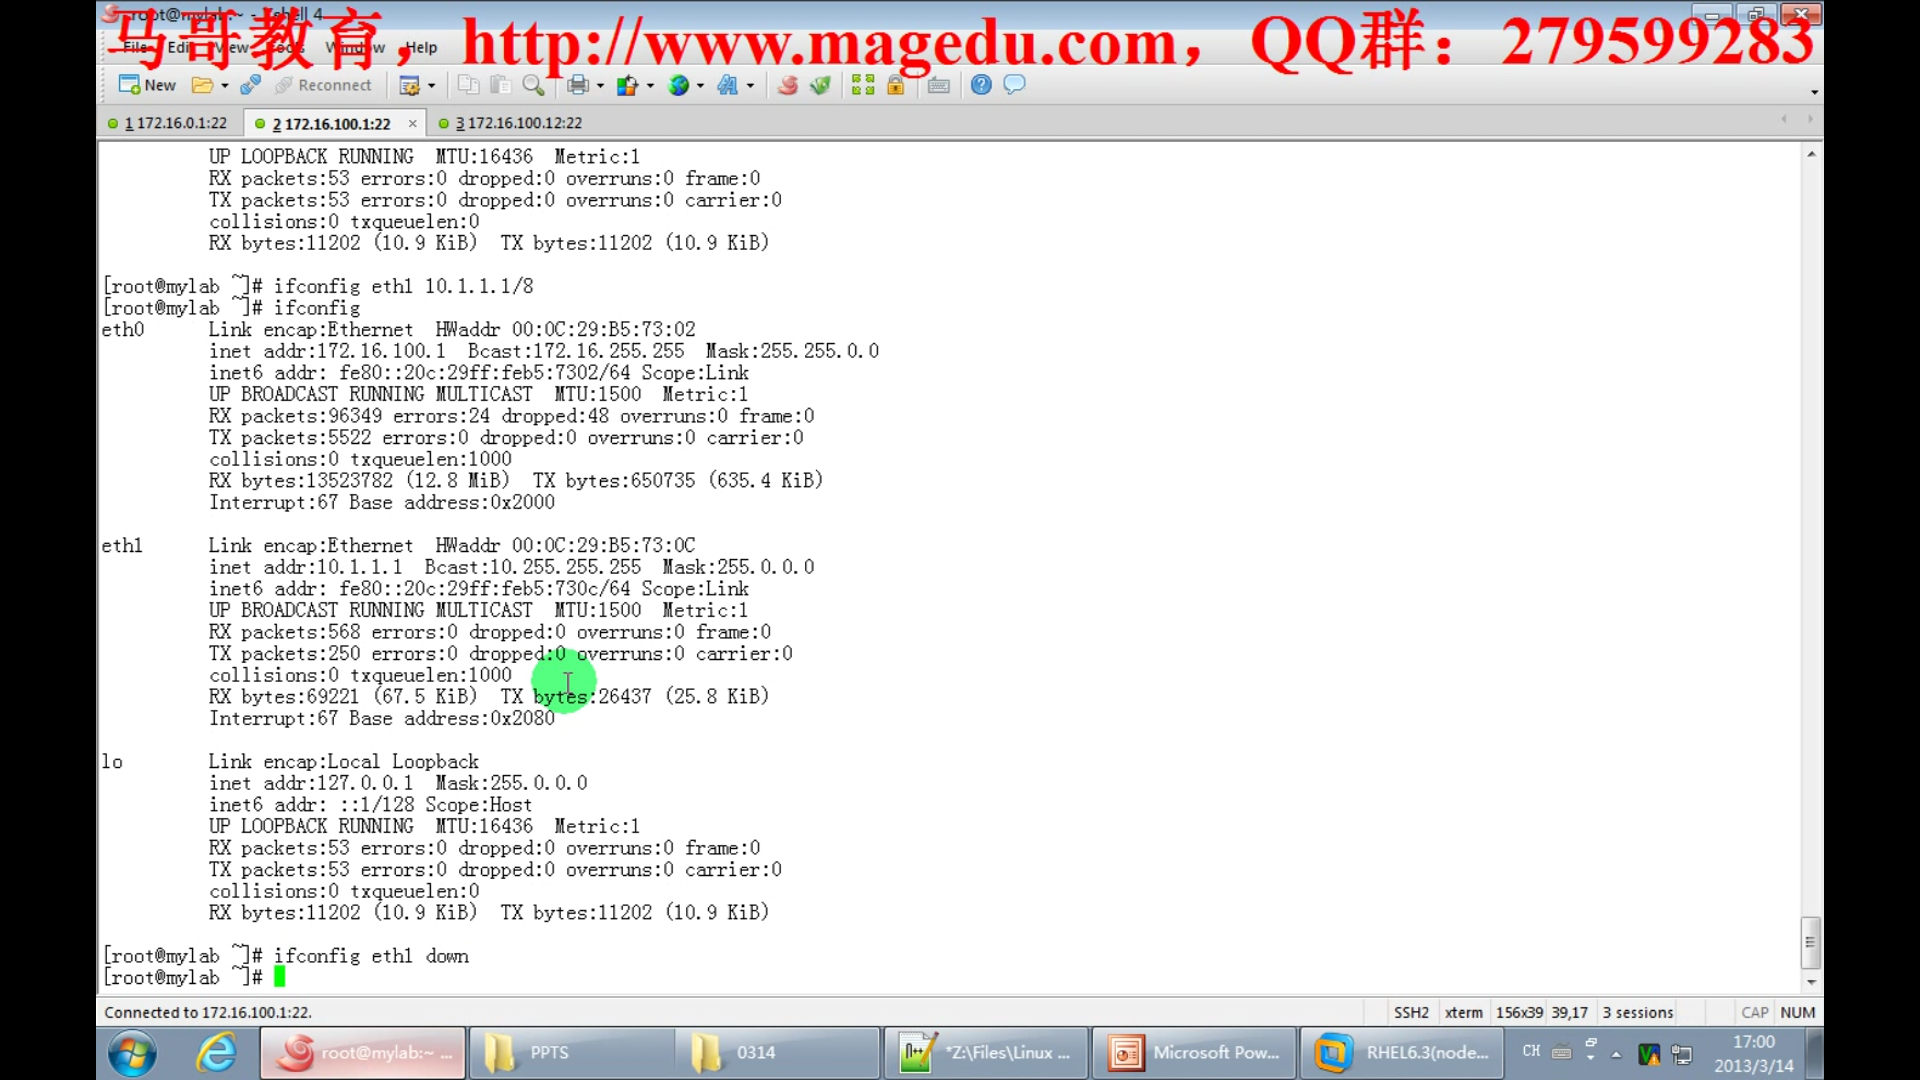 root@mylab:~ - Xshell 4
马哥教育，http://www.magedu.com，QQ群：279599283
File Edit View Tools Window Help
New Reconnect
1 172.16.0.1:22 2 172.16.100.1:22 3 172.16.100.12:22
UP LOOPBACK RUNNING  MTU:16436  Metric:1
RX packets:53 errors:0 dropped:0 overruns:0 frame:0
TX packets:53 errors:0 dropped:0 overruns:0 carrier:0
collisions:0 txqueuelen:0
RX bytes:11202 (10.9 KiB)  TX bytes:11202 (10.9 KiB)
[root@mylab ~]# ifconfig eth1 10.1.1.1/8
[root@mylab ~]# ifconfig
eth0      Link encap:Ethernet  HWaddr 00:0C:29:B5:73:02
inet addr:172.16.100.1  Bcast:172.16.255.255  Mask:255.255.0.0
inet6 addr: fe80::20c:29ff:feb5:7302/64 Scope:Link
UP BROADCAST RUNNING MULTICAST  MTU:1500  Metric:1
RX packets:96349 errors:24 dropped:48 overruns:0 frame:0
TX packets:5522 errors:0 dropped:0 overruns:0 carrier:0
collisions:0 txqueuelen:1000
RX bytes:13523782 (12.8 MiB)  TX bytes:650735 (635.4 KiB)
Interrupt:67 Base address:0x2000
eth1      Link encap:Ethernet  HWaddr 00:0C:29:B5:73:0C
inet addr:10.1.1.1  Bcast:10.255.255.255  Mask:255.0.0.0
inet6 addr: fe80::20c:29ff:feb5:730c/64 Scope:Link
UP BROADCAST RUNNING MULTICAST  MTU:1500  Metric:1
RX packets:568 errors:0 dropped:0 overruns:0 frame:0
TX packets:250 errors:0 dropped:0 overruns:0 carrier:0
collisions:0 txqueuelen:1000
RX bytes:69221 (67.5 KiB)  TX bytes:26437 (25.8 KiB)
Interrupt:67 Base address:0x2080
lo        Link encap:Local Loopback
inet addr:127.0.0.1  Mask:255.0.0.0
inet6 addr: ::1/128 Scope:Host
UP LOOPBACK RUNNING  MTU:16436  Metric:1
RX packets:53 errors:0 dropped:0 overruns:0 frame:0
TX packets:53 errors:0 dropped:0 overruns:0 carrier:0
collisions:0 txqueuelen:0
RX bytes:11202 (10.9 KiB)  TX bytes:11202 (10.9 KiB)
[root@mylab ~]# ifconfig eth1 down
[root@mylab ~]#
Connected to 172.16.100.1:22. SSH2 xterm 156x39 39,17 3 sessions CAP NUM
root@mylab:~ ... PPTS 0314 *Z:\Files\Linux ... Microsoft Pow... RHEL6.3(node... CH 17:00
2013/3/14